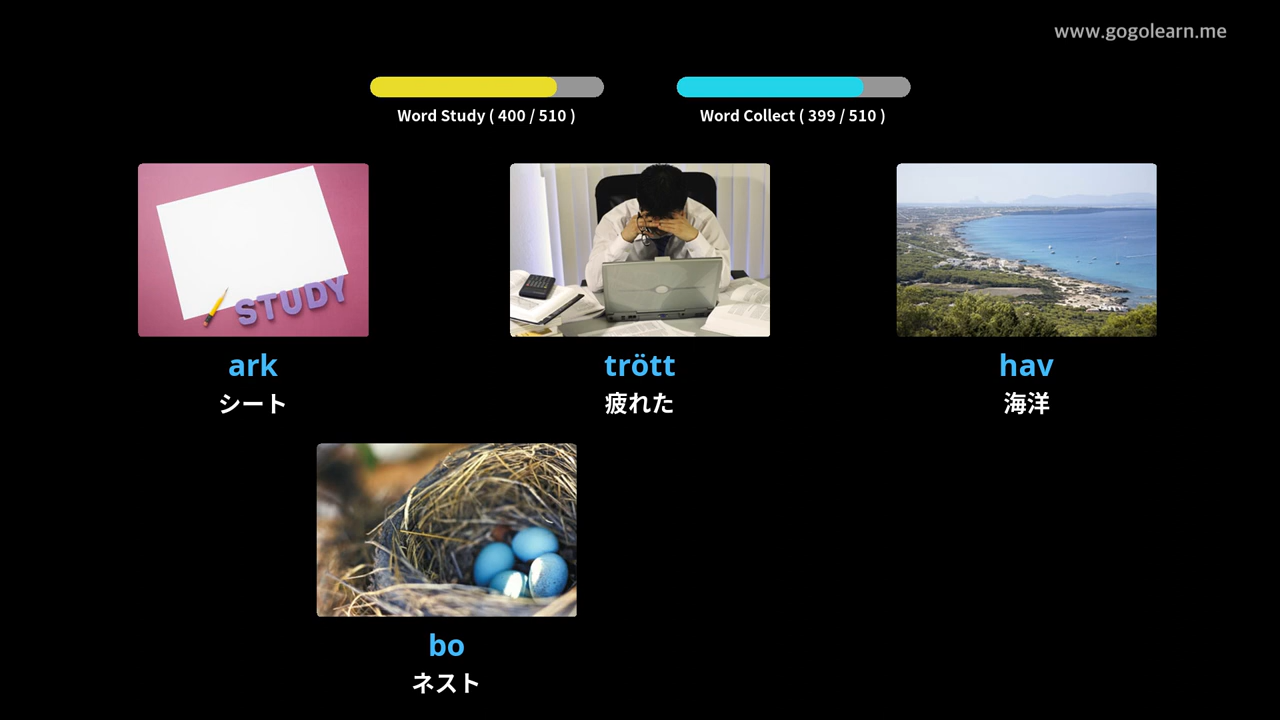 www.gogolearn.me
Word Study ( 400 / 510 )
Word Collect ( 399 / 510 )
STUDY
ark
シート
trött
疲れた
hav
海洋
bo
ネスト